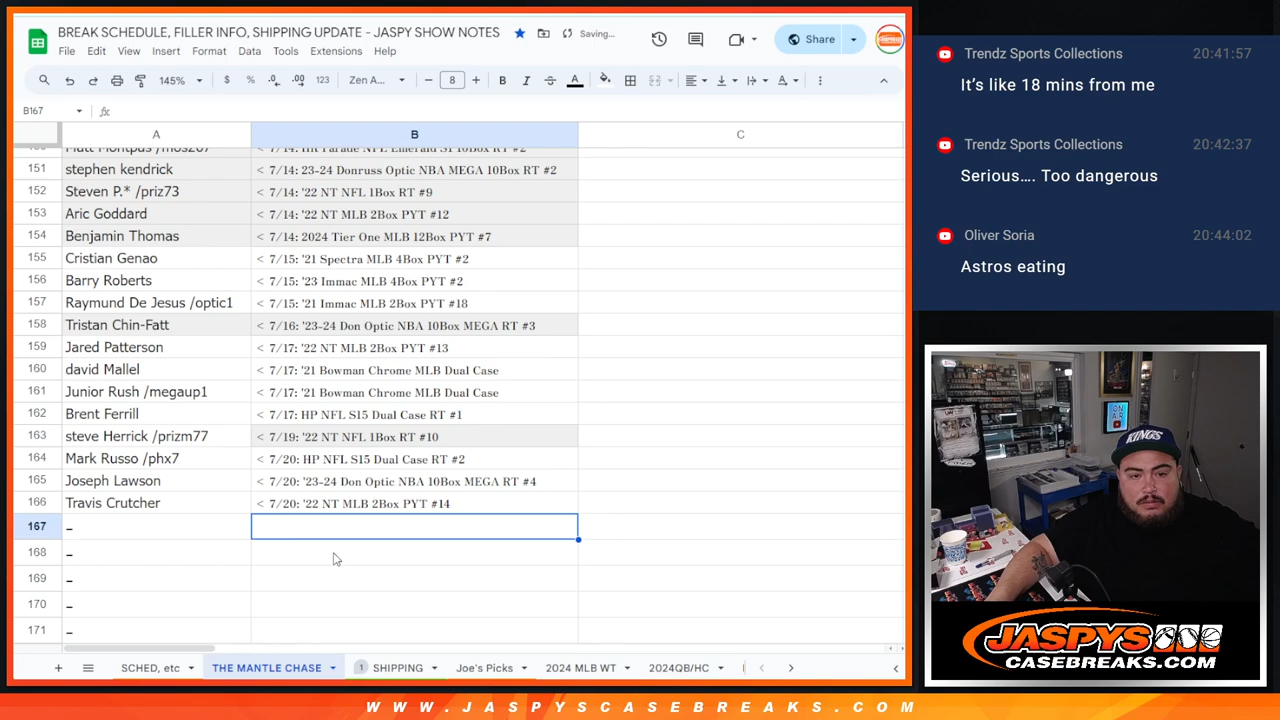 BREAK SCHEDULE, FILLER INFO, SHIPPING UPDATE - JASPY SHOW NOTES Saving...
File Edit View Insert Format Data Tools Extensions Help
Share
145% $ % .0 .00 123 Zen A... 8 B I A
B167 fx
A B C
stephen kendrick < 7/14: 23-24 Donruss Optic NBA MEGA 10Box RT #2
151
152 Steven P.* /priz73 < 7/14: '22 NT NFL 1Box RT #9
153 Aric Goddard < 7/14: '22 NT MLB 2Box PYT #12
154 Benjamin Thomas < 7/14: 2024 Tier One MLB 12Box PYT #7
155 Cristian Genao < 7/15: '21 Spectra MLB 4Box PYT #2
156 Barry Roberts < 7/15: '23 Immac MLB 4Box PYT #2
157 Raymund De Jesus /optic1 < 7/15: '21 Immac MLB 2Box PYT #18
158 Tristan Chin-Fatt < 7/16: '23-24 Don Optic NBA 10Box MEGA RT #3
159 Jared Patterson < 7/17: '22 NT MLB 2Box PYT #13
160 david Mallel < 7/17: '21 Bowman Chrome MLB Dual Case
161 Junior Rush /megaup1 < 7/17: '21 Bowman Chrome MLB Dual Case
162 Brent Ferrill < 7/17: HP NFL S15 Dual Case RT #1
163 steve Herrick /prizm77 < 7/19: '22 NT NFL 1Box RT #10
164 Mark Russo /phx7 < 7/20: HP NFL S15 Dual Case RT #2
165 Joseph Lawson < 7/20: '23-24 Don Optic NBA 10Box MEGA RT #4
166 Travis Crutcher < 7/20: '22 NT MLB 2Box PYT #14
167 –
168 –
169 –
170 –
171 –
SCHED, etc THE MANTLE CHASE 1 SHIPPING Joe's Picks 2024 MLB WT 2024QB/HC
Trendz Sports Collections 20:41:57
It's like 18 mins from me
Trendz Sports Collections 20:42:37
Serious.... Too dangerous
Oliver Soria 20:44:02
Astros eating
ON AIR
KINGS
JASPYS
CASEBREAKS.COM
WWW.JASPYSCASEBREAKS.COM